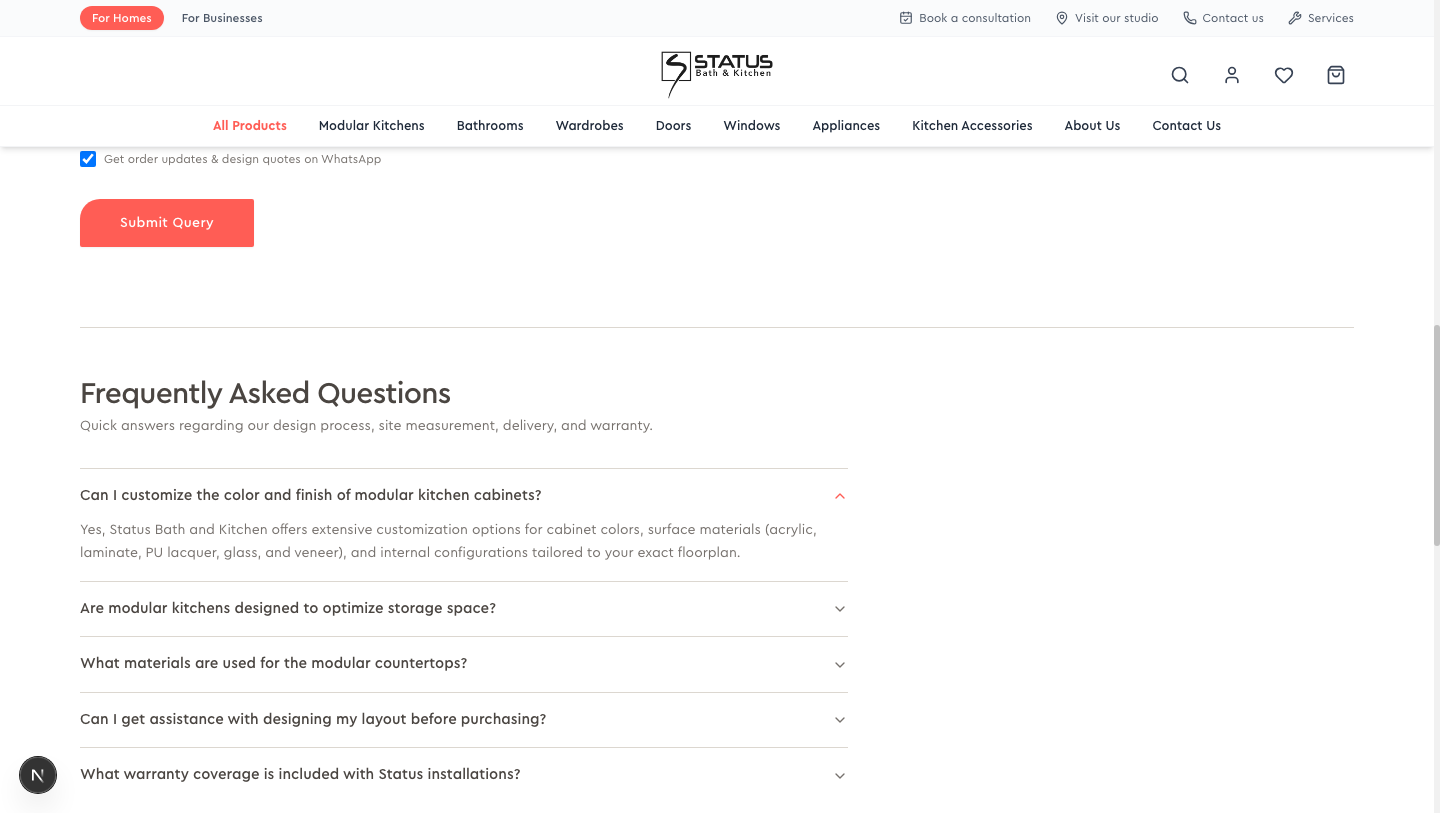 For Homes
For Businesses
Book a consultation
Visit our studio
Contact us
Services
STATUS
Bath & Kitchen
All Products
Modular Kitchens
Bathrooms
Wardrobes
Doors
Windows
Appliances
Kitchen Accessories
About Us
Contact Us
Get order updates & design quotes on WhatsApp
Submit Query
Frequently Asked Questions
Quick answers regarding our design process, site measurement, delivery, and warranty.
Can I customize the color and finish of modular kitchen cabinets?
Yes, Status Bath and Kitchen offers extensive customization options for cabinet colors, surface materials (acrylic,
laminate, PU lacquer, glass, and veneer), and internal configurations tailored to your exact floorplan.
Are modular kitchens designed to optimize storage space?
What materials are used for the modular countertops?
Can I get assistance with designing my layout before purchasing?
What warranty coverage is included with Status installations?
N